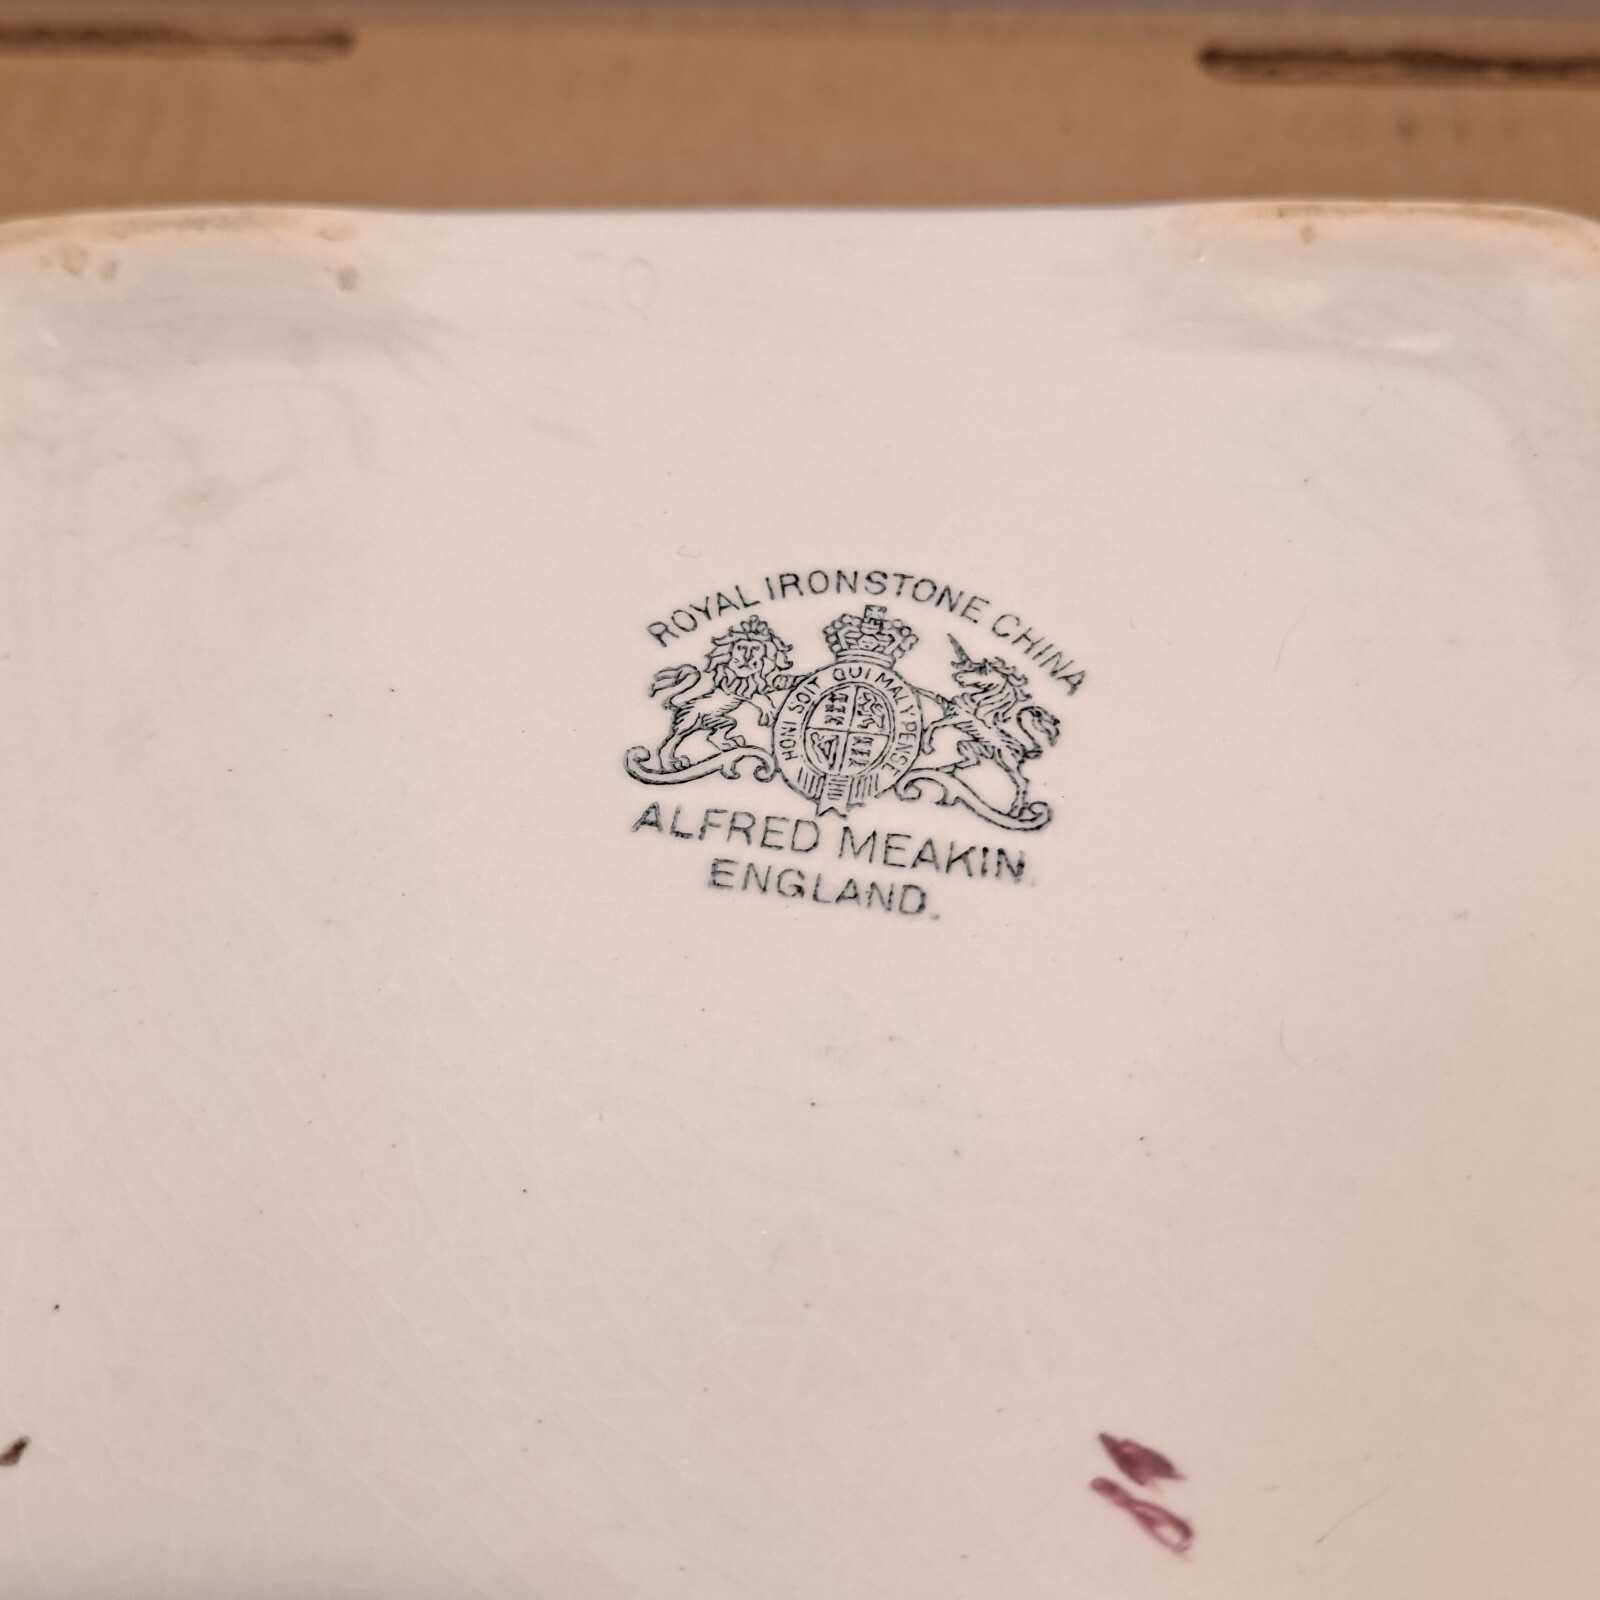 ROYAL IRONSTONE CHINA
HONI SOIT QUI MAL Y PENSE
ALFRED MEAKIN.
ENGLAND.